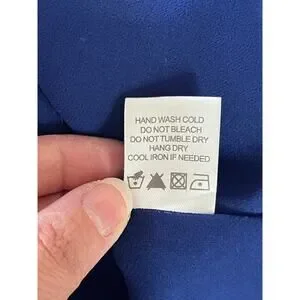 HAND WASH COLD
DO NOT BLEACH
DO NOT TUMBLE DRY
HANG DRY
COOL IRON IF NEEDED